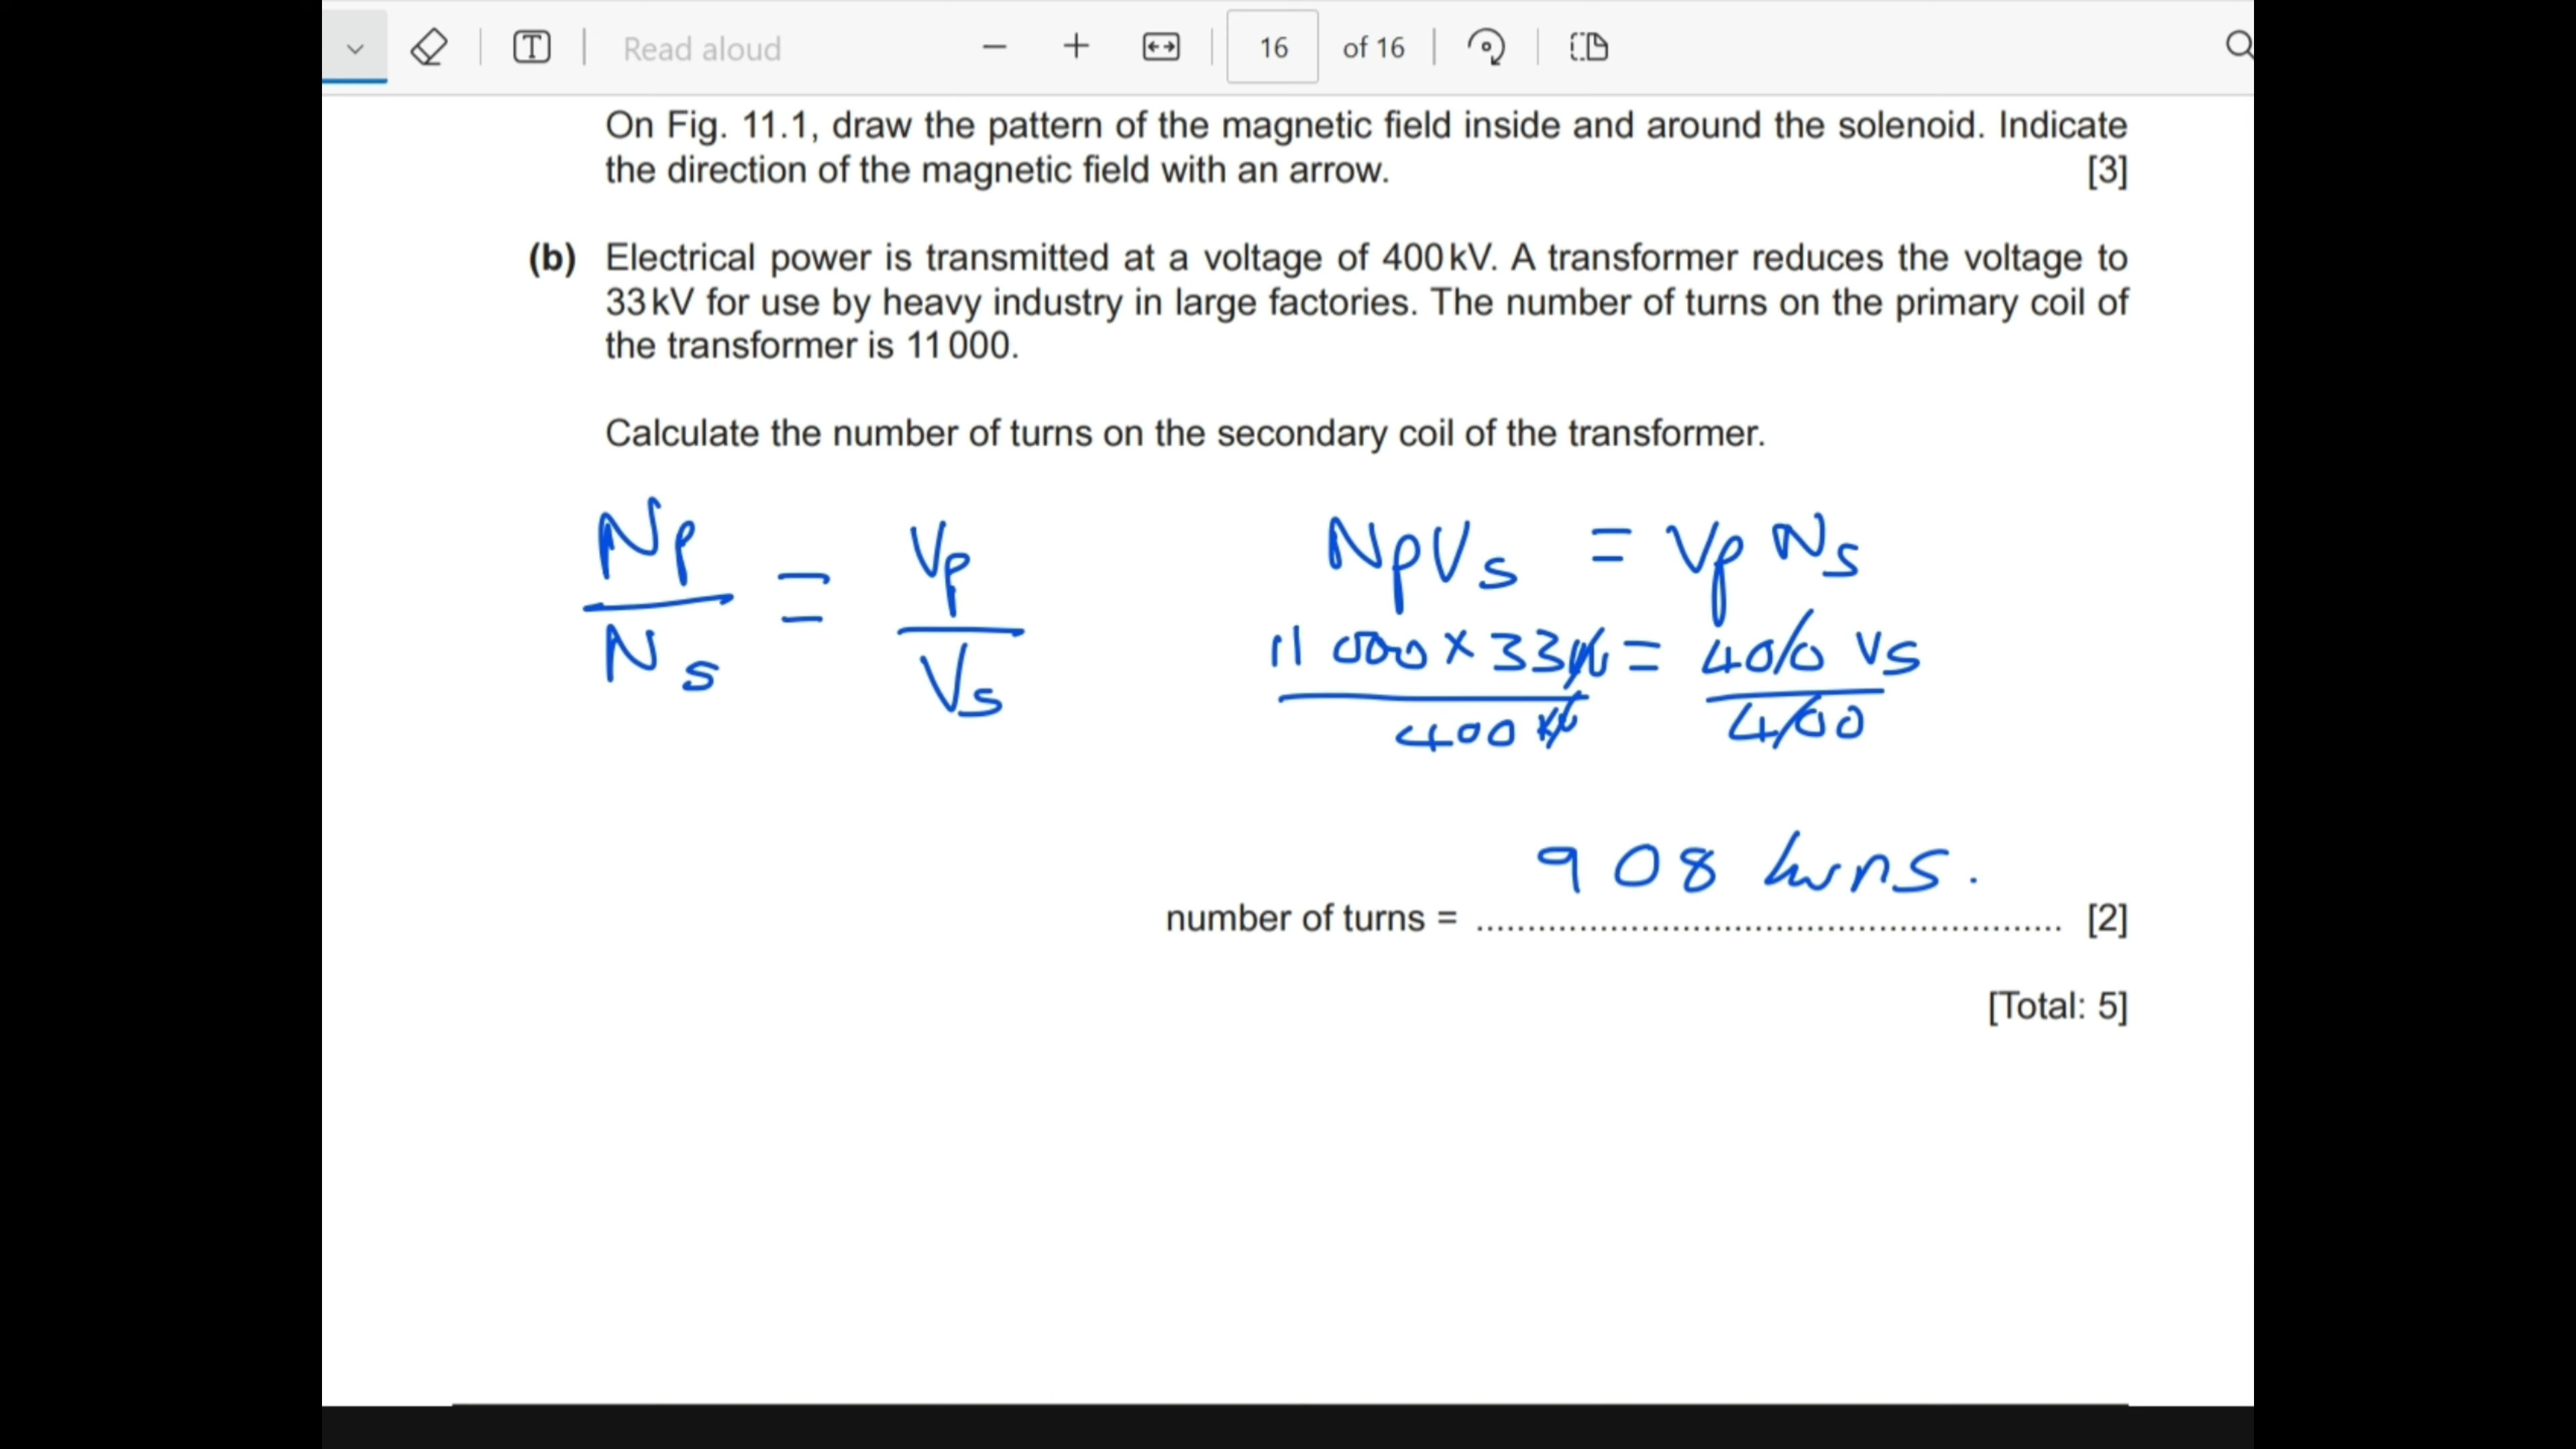 Read aloud
16 of 16
On Fig. 11.1, draw the pattern of the magnetic field inside and around the solenoid. Indicate
the direction of the magnetic field with an arrow. [3]
(b) Electrical power is transmitted at a voltage of 400 kV. A transformer reduces the voltage to
33 kV for use by heavy industry in large factories. The number of turns on the primary coil of
the transformer is 11 000.
Calculate the number of turns on the secondary coil of the transformer.
Np/Ns = Vp/Vs
NpVs = VpNs
11 000 × 33 = 400 Vs
400 400
908 turns.
number of turns = .......................................................... [2]
[Total: 5]